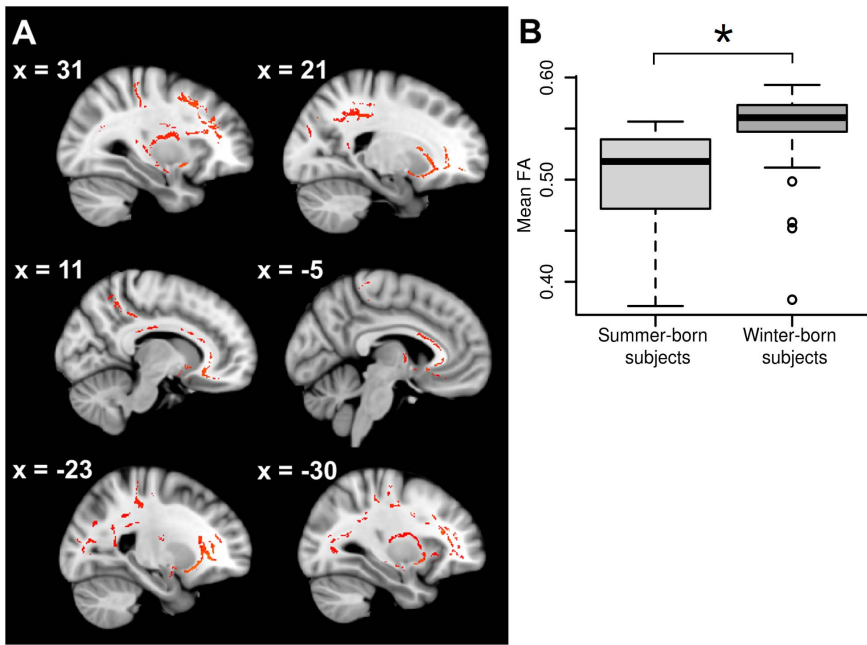 A
x = 31
x = 21
x = 11
x = -5
x = -23
x = -30
B
*
0.60
0.50
0.40
Mean FA
Summer-born
subjects
Winter-born
subjects